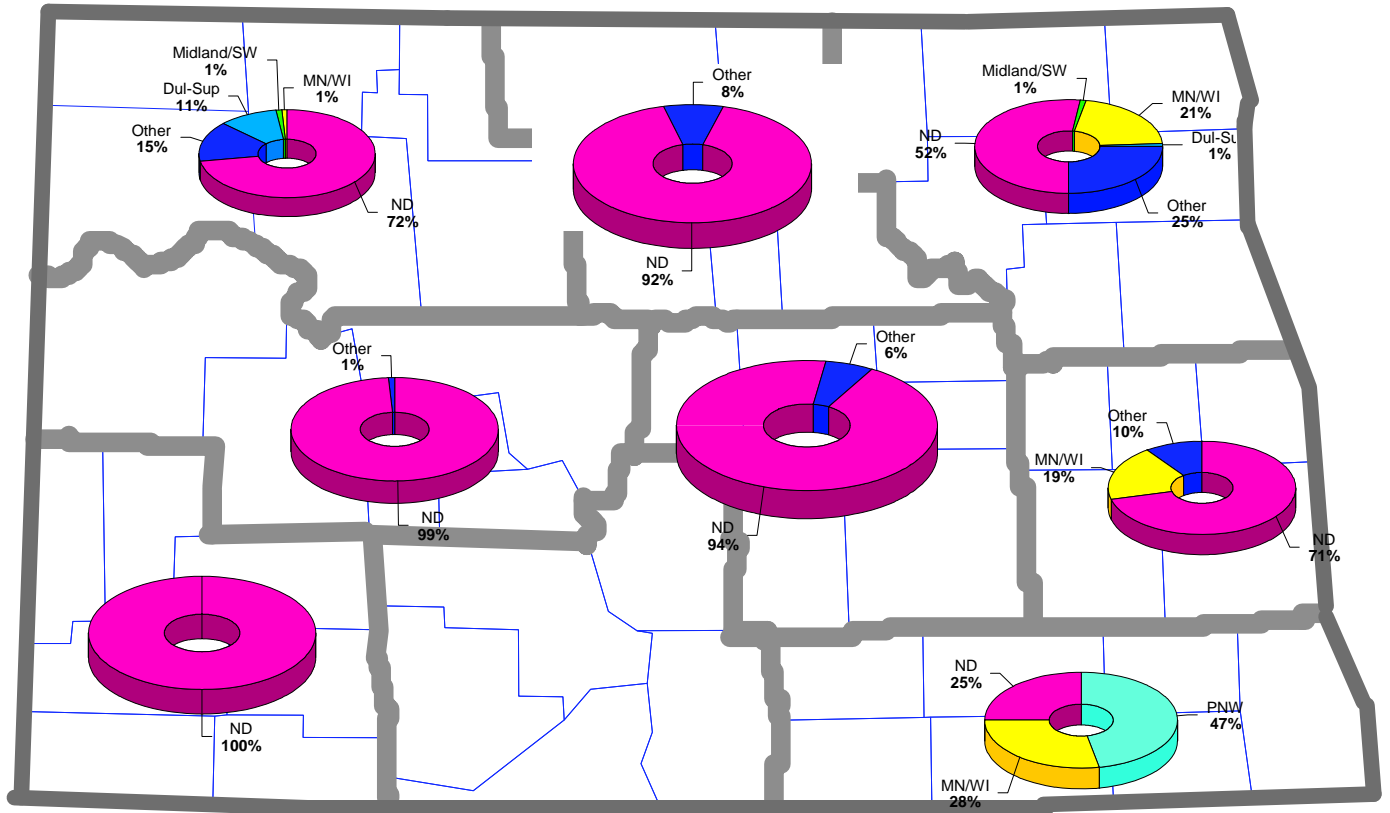 Midland/SW
1%
MN/WI
1%
Dul-Sup
11%
Other
15%
ND
72%
Other
8%
ND
92%
Midland/SW
1%
MN/WI
21%
ND
52%
Dul-Su
1%
Other
25%
Other
1%
ND
99%
Other
6%
ND
94%
Other
10%
MN/WI
19%
ND
71%
ND
100%
ND
25%
PNW
47%
MN/WI
28%